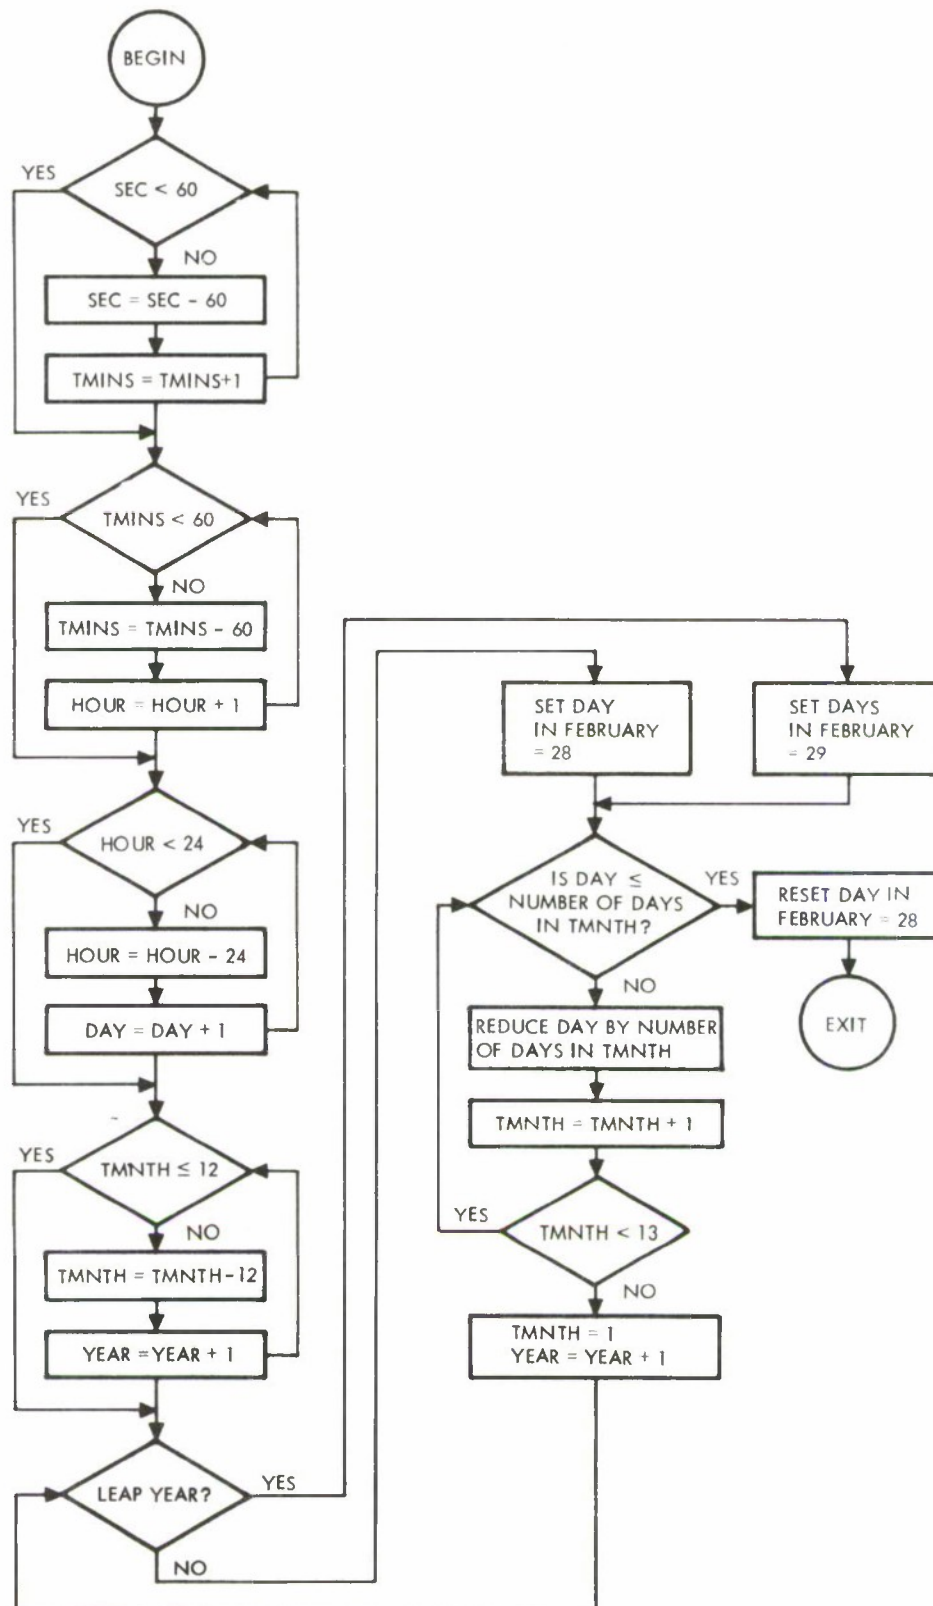 BEGIN
YES
SEC < 60
NO
SEC = SEC - 60
TMINS = TMINS+1
YES
TMINS < 60
NO
TMINS = TMINS - 60
HOUR = HOUR + 1
YES
HOUR < 24
NO
HOUR = HOUR - 24
DAY = DAY + 1
YES
TMNTH ≤ 12
NO
TMNTH = TMNTH-12
YEAR = YEAR + 1
LEAP YEAR?
YES
NO
SET DAY
IN FEBRUARY
= 28
SET DAYS
IN FEBRUARY
= 29
IS DAY ≤
NUMBER OF DAYS
IN TMNTH?
YES
RESET DAY IN
FEBRUARY = 28
EXIT
NO
REDUCE DAY BY NUMBER
OF DAYS IN TMNTH
TMNTH = TMNTH + 1
YES
TMNTH < 13
NO
TMNTH = 1
YEAR = YEAR + 1